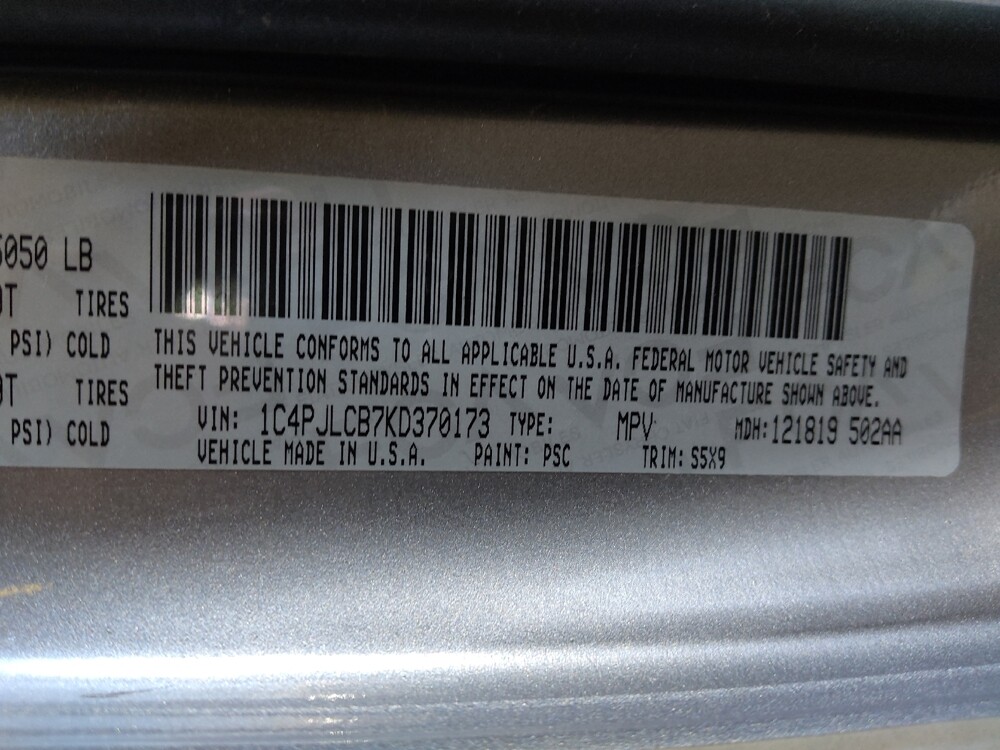 5050 LB
TIRES
PSI) COLD
TIRES
PSI) COLD
THIS VEHICLE CONFORMS TO ALL APPLICABLE U.S.A. FEDERAL MOTOR VEHICLE SAFETY AND
THEFT PREVENTION STANDARDS IN EFFECT ON THE DATE OF MANUFACTURE SHOWN ABOVE.
VIN: 1C4PJLCB7KD370173 TYPE: MPV MDH: 121819 502AA
VEHICLE MADE IN U.S.A. PAINT: PSC TRIM: S5X9